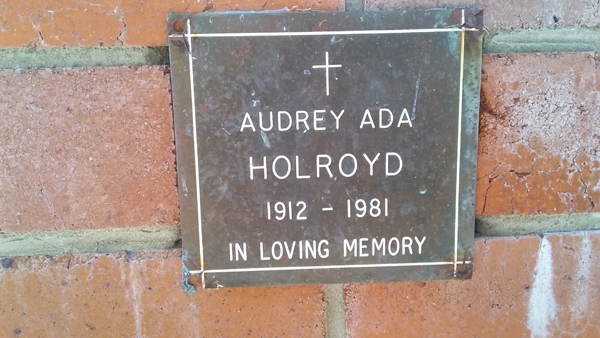 AUDREY ADA
HOLROYD
1912 - 1981
IN LOVING MEMORY